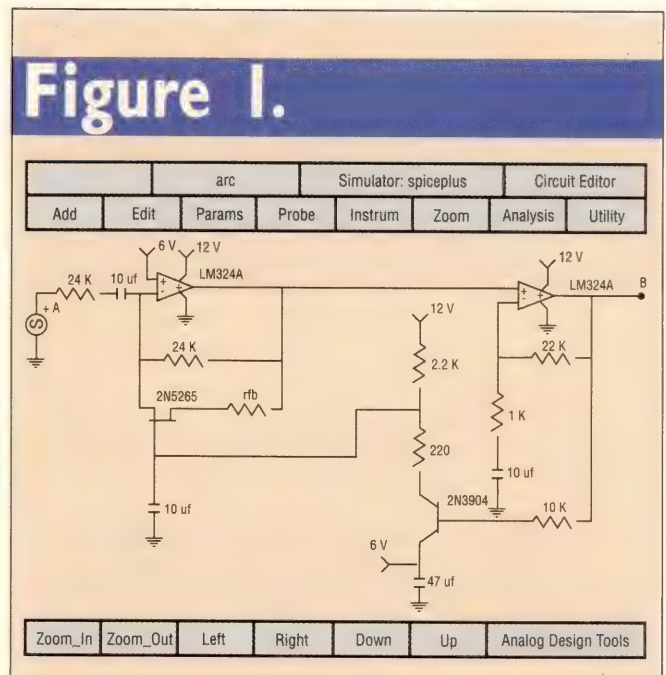 Figure 1.
arc Simulator: spiceplus Circuit Editor
Add Edit Params Probe Instrum Zoom Analysis Utility
6 V 12 V
12 V
24 K 10 uf LM324A
LM324A B
+ A
S
12 V
24 K
22 K
2.2 K
2N5265 rfb
1 K
220
10 uf
10 uf
2N3904 10 K
6 V
47 uf
Zoom_In Zoom_Out Left Right Down Up Analog Design Tools